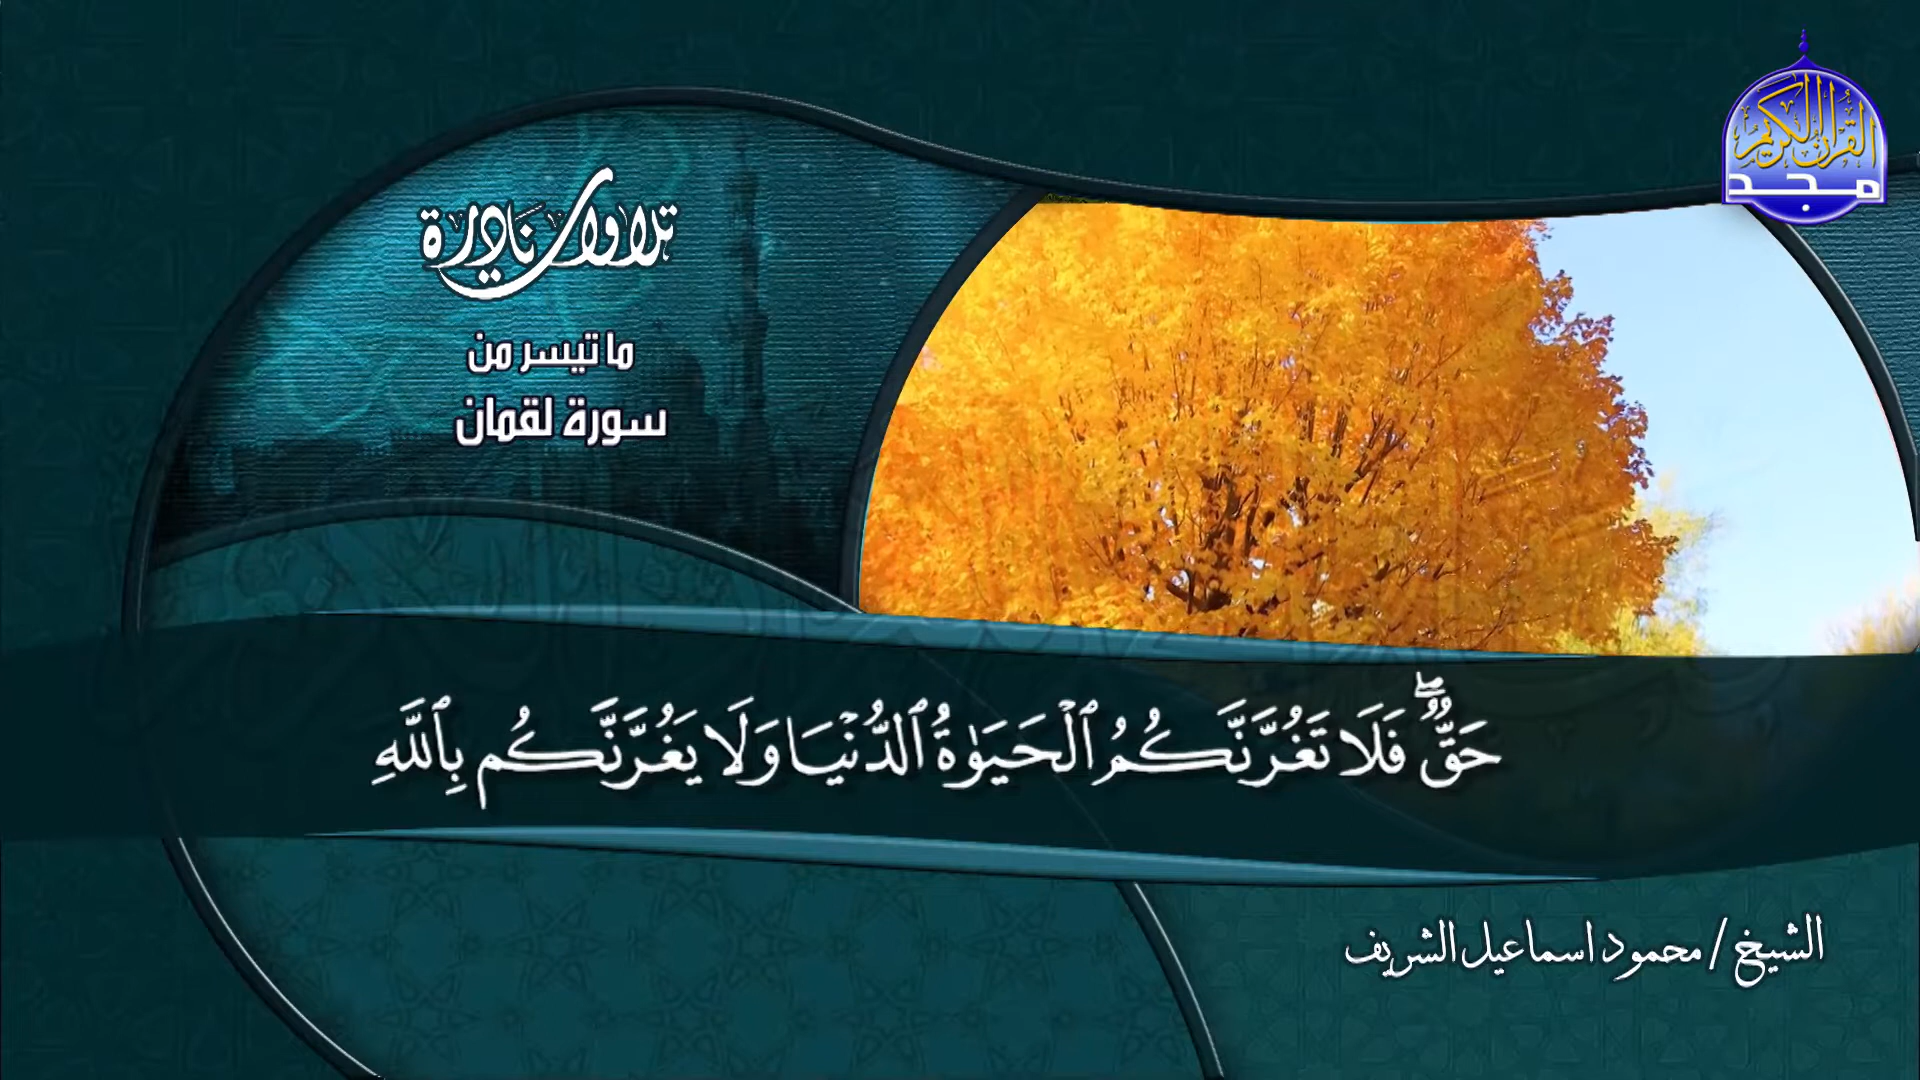 القرآن الكريم
مجد
تلاوات نادرة
ما تيسر من
سورة لقمان
حَقٌّ ۖ فَلَا تَغُرَّنَّكُمُ ٱلْحَيَوٰةُ ٱلدُّنْيَا وَلَا يَغُرَّنَّكُم بِٱللَّهِ
الشيخ / محمود اسماعيل الشريف